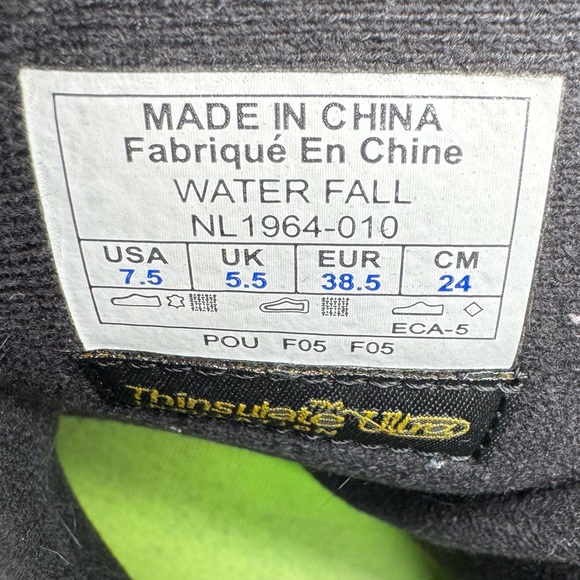 MADE IN CHINA
Fabriqué En Chine
WATER FALL
NL1964-010
USA UK EUR CM
7.5 5.5 38.5 24
ECA-5
POU F05 F05
Thinsulate Ultra